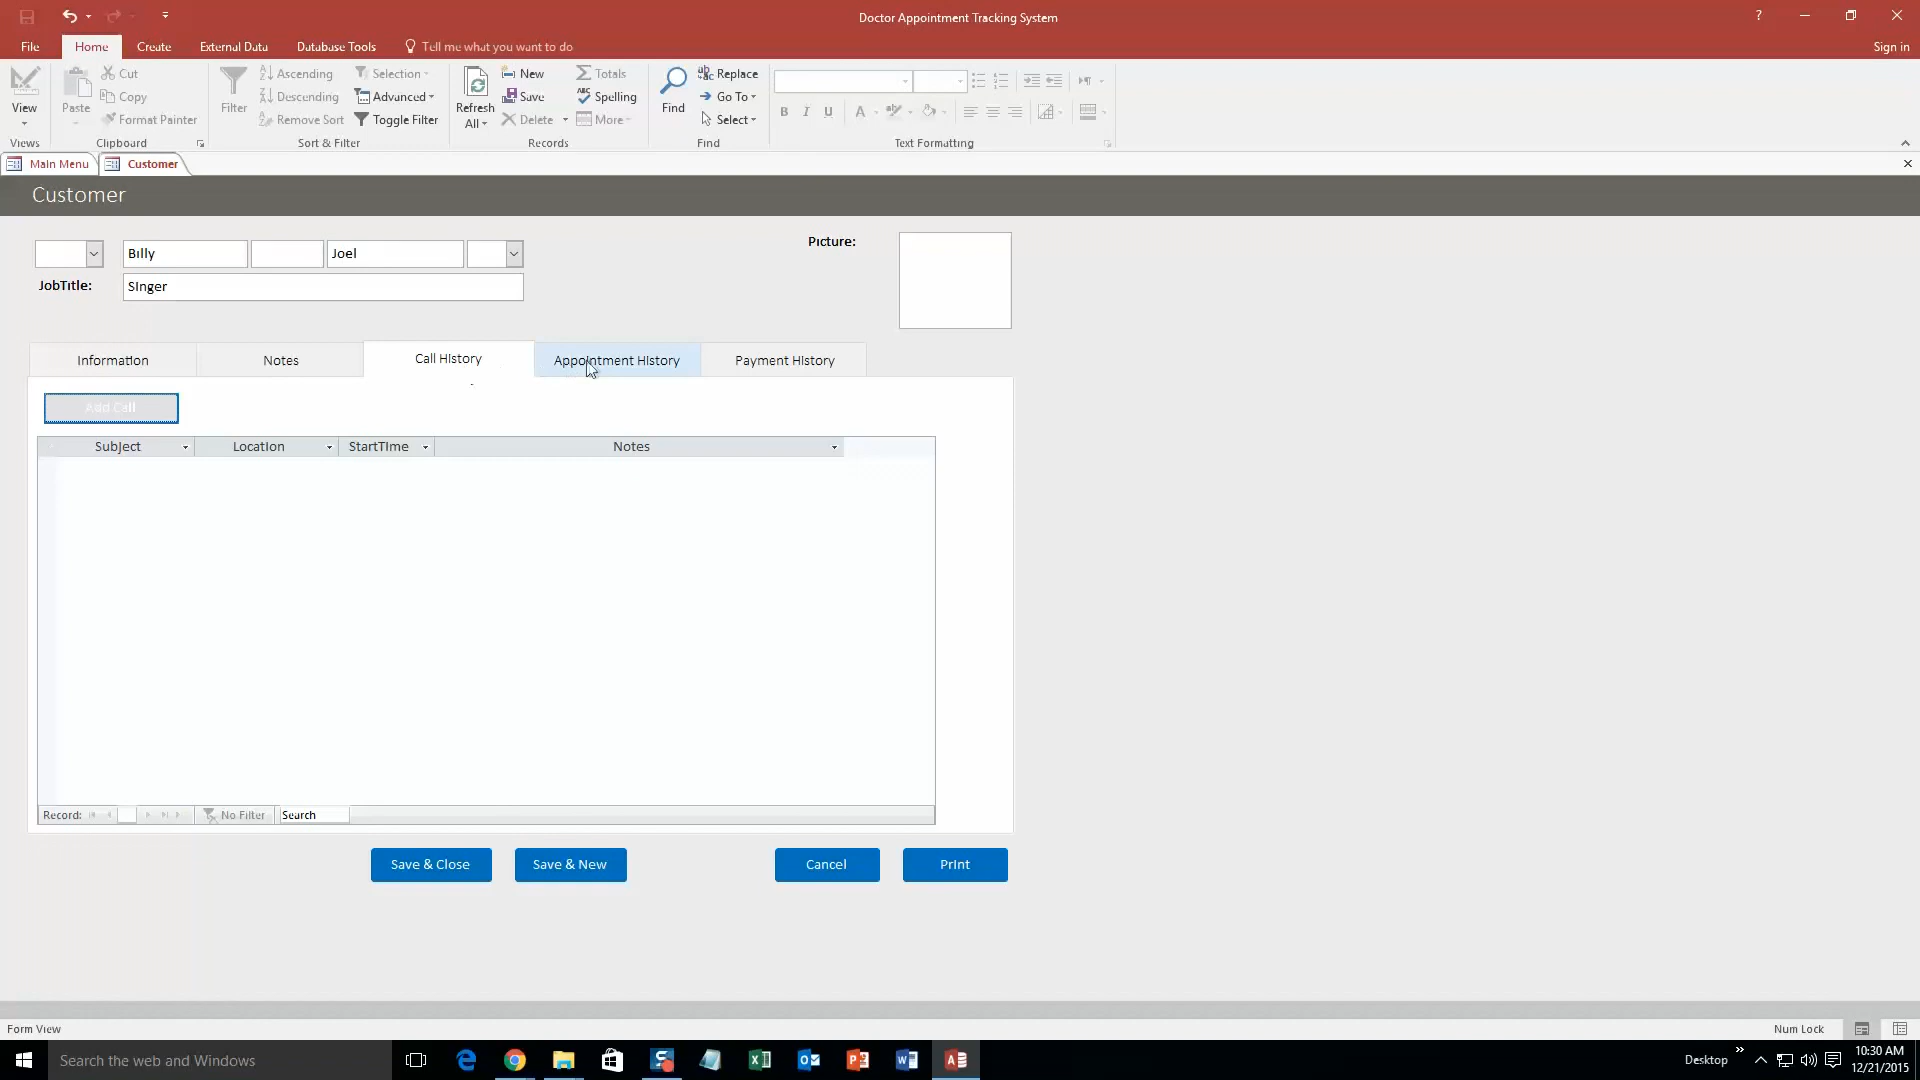 Doctor Appointment Tracking System
?
File Home Create External Data Database Tools Tell me what you want to do Sign in
View
Views
Paste
Cut
Copy
Format Painter
Clipboard
Filter
Ascending
Descending
Remove Sort
Selection
Advanced
Toggle Filter
Sort & Filter
Refresh
All
New
Save
Delete
Totals
Spelling
More
Records
Find
Replace
Go To
Select
Find
B I U A
Text Formatting
Main Menu Customer
Customer
Billy Joel
Picture:
JobTitle: Singer
Information Notes Call History Appointment History Payment History
Add Call
Subject Location StartTime Notes
Record: No Filter Search
Save & Close Save & New Cancel Print
Form View Num Lock
Search the web and Windows
Desktop
10:30 AM
12/21/2015